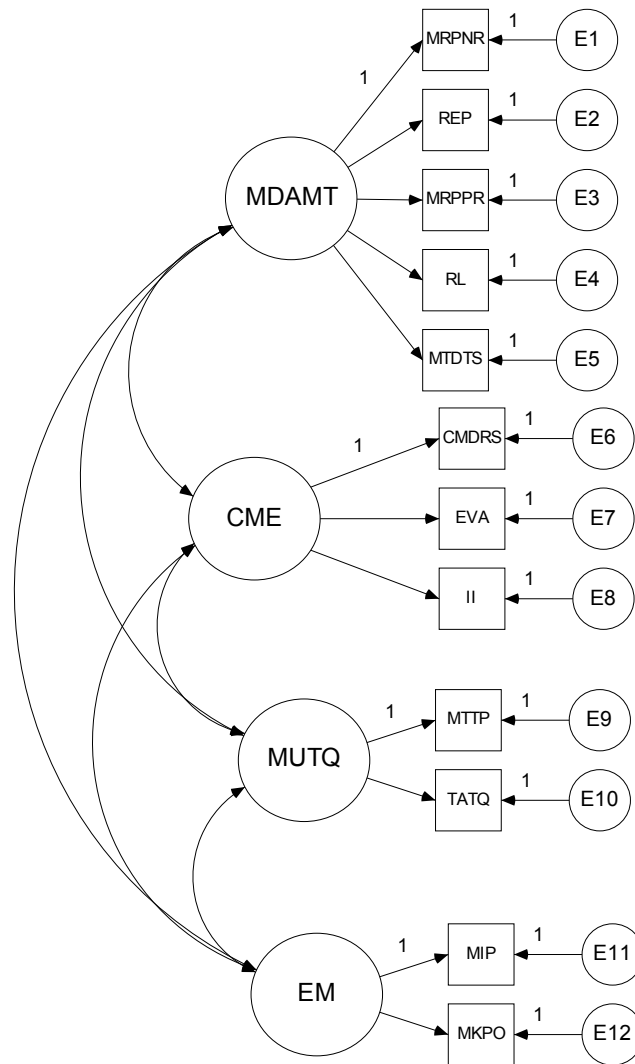 1
MRPNR
1
E1
REP
1
E2
MDAMT
MRPPR
1
E3
RL
1
E4
MTDTS
1
E5
1
CMDRS
1
E6
CME
EVA
1
E7
II
1
E8
1
MTTP
1
E9
MUTQ
TATQ
1
E10
1
MIP
1
E11
EM
MKPO
1
E12